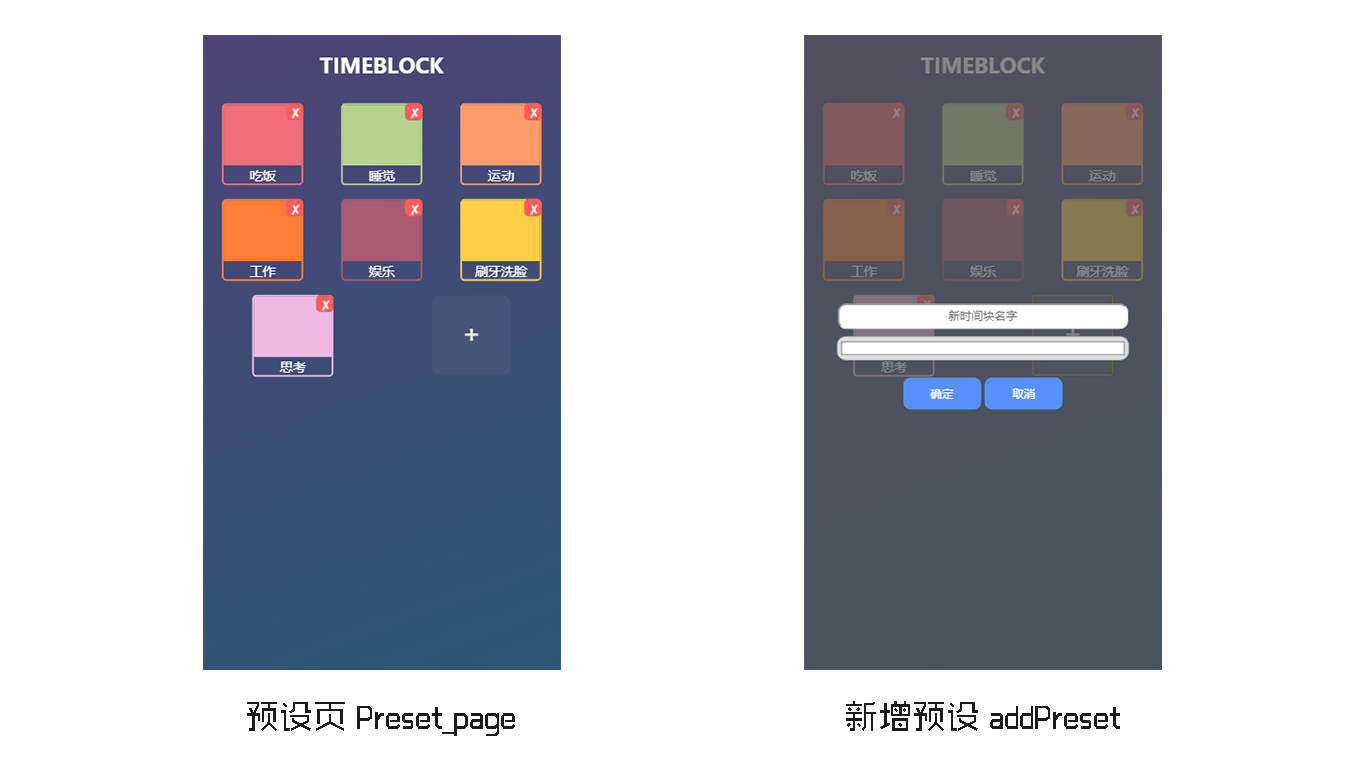 TIMEBLOCK
X X X
吃饭 睡觉 运动
X X X
工作 娱乐 刷牙洗脸
X
+
思考
预设页 Preset_page
TIMEBLOCK
X X X
吃饭 睡觉 运动
X X X
工作 娱乐 刷牙洗脸
X
新时间块名字
+
思考
确定 取消
新增预设 addPreset